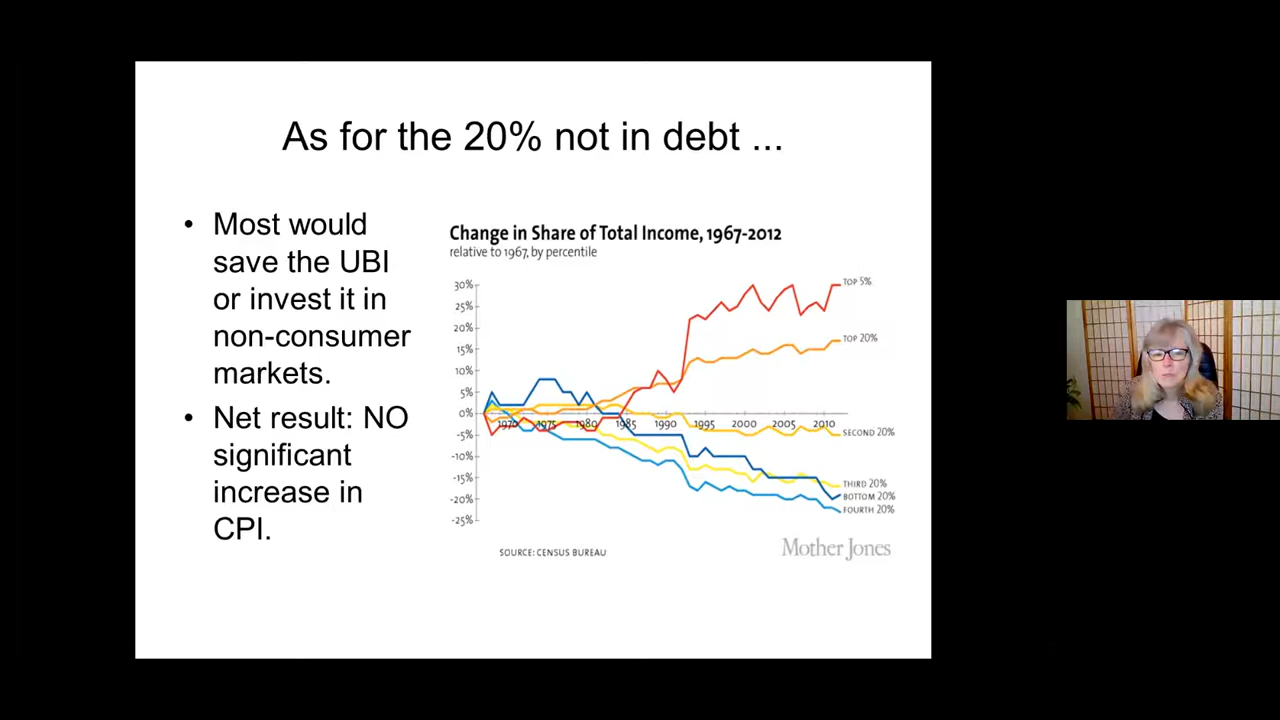 As for the 20% not in debt ...
• Most would
save the UBI
or invest it in
non-consumer
markets.
• Net result: NO
significant
increase in
CPI.
Change in Share of Total Income, 1967-2012
relative to 1967, by percentile
30%
25%
20%
15%
10%
5%
0%
-5%
-10%
-15%
-20%
-25%
1970 1975 1980 1985 1990 1995 2000 2005 2010
TOP 5%
TOP 20%
SECOND 20%
THIRD 20%
BOTTOM 20%
FOURTH 20%
SOURCE: CENSUS BUREAU
Mother Jones